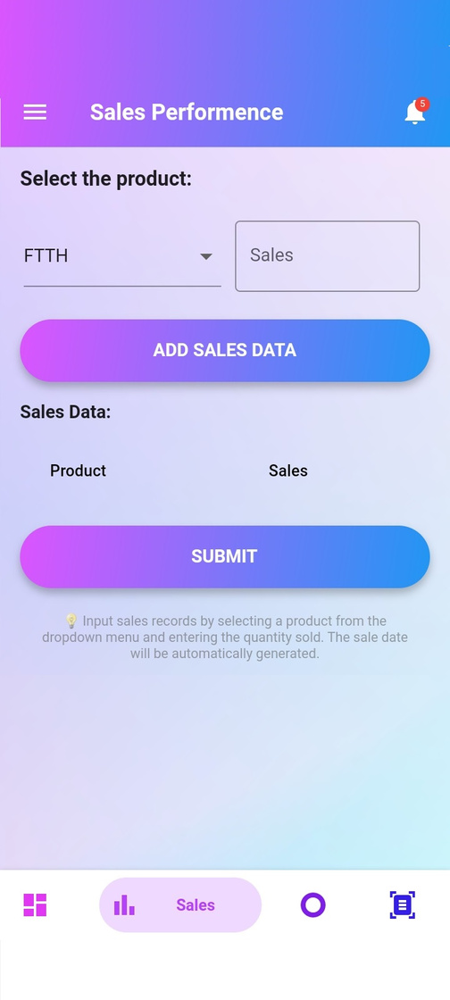 Sales Performence
5
Select the product:
FTTH
Sales
ADD SALES DATA
Sales Data:
Product Sales
SUBMIT
💡 Input sales records by selecting a product from the
dropdown menu and entering the quantity sold. The sale date
will be automatically generated.
Sales